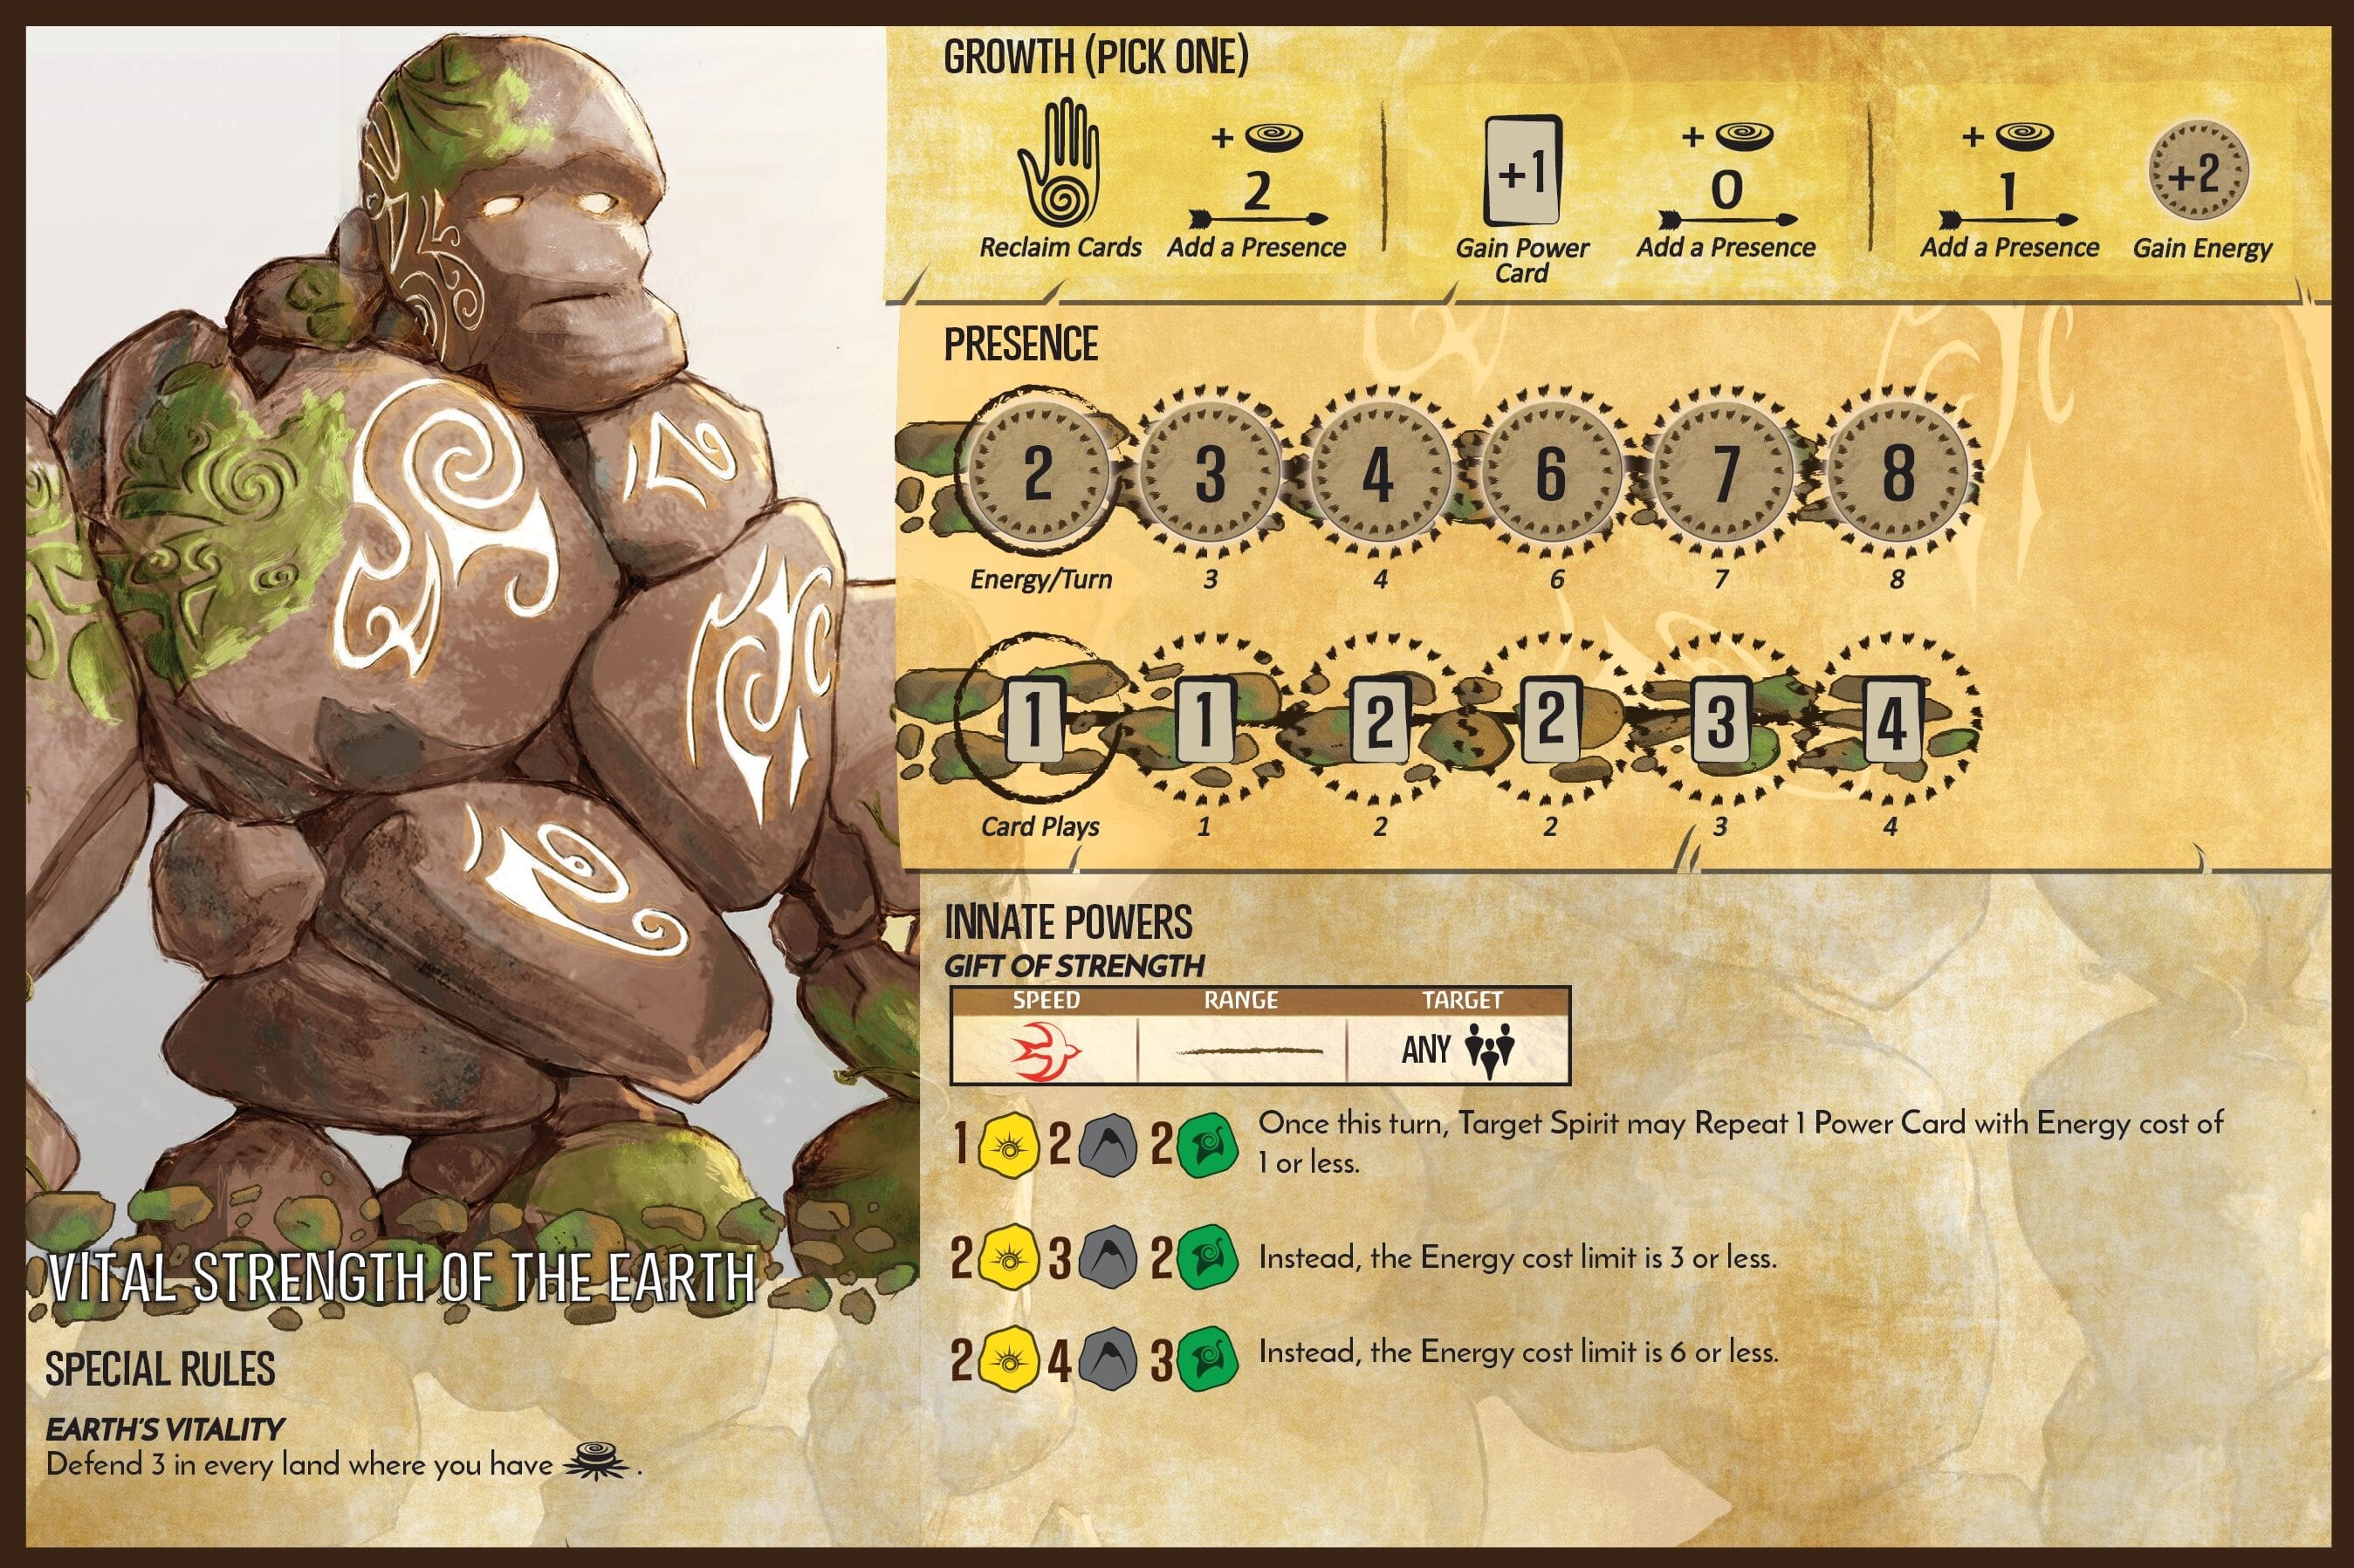 GROWTH (PICK ONE)
+ + +
2 +1 0 1 +2
Reclaim Cards Add a Presence Gain Power Card Add a Presence Add a Presence Gain Energy
PRESENCE
2 3 4 6 7 8
Energy/Turn 3 4 6 7 8
1 1 2 2 3 4
Card Plays 1 2 2 3 4
INNATE POWERS
GIFT OF STRENGTH
SPEED RANGE TARGET
ANY
1 2 2 Once this turn, Target Spirit may Repeat 1 Power Card with Energy cost of
1 or less.
2 3 2 Instead, the Energy cost limit is 3 or less.
2 4 3 Instead, the Energy cost limit is 6 or less.
VITAL STRENGTH OF THE EARTH
SPECIAL RULES
EARTH'S VITALITY
Defend 3 in every land where you have .